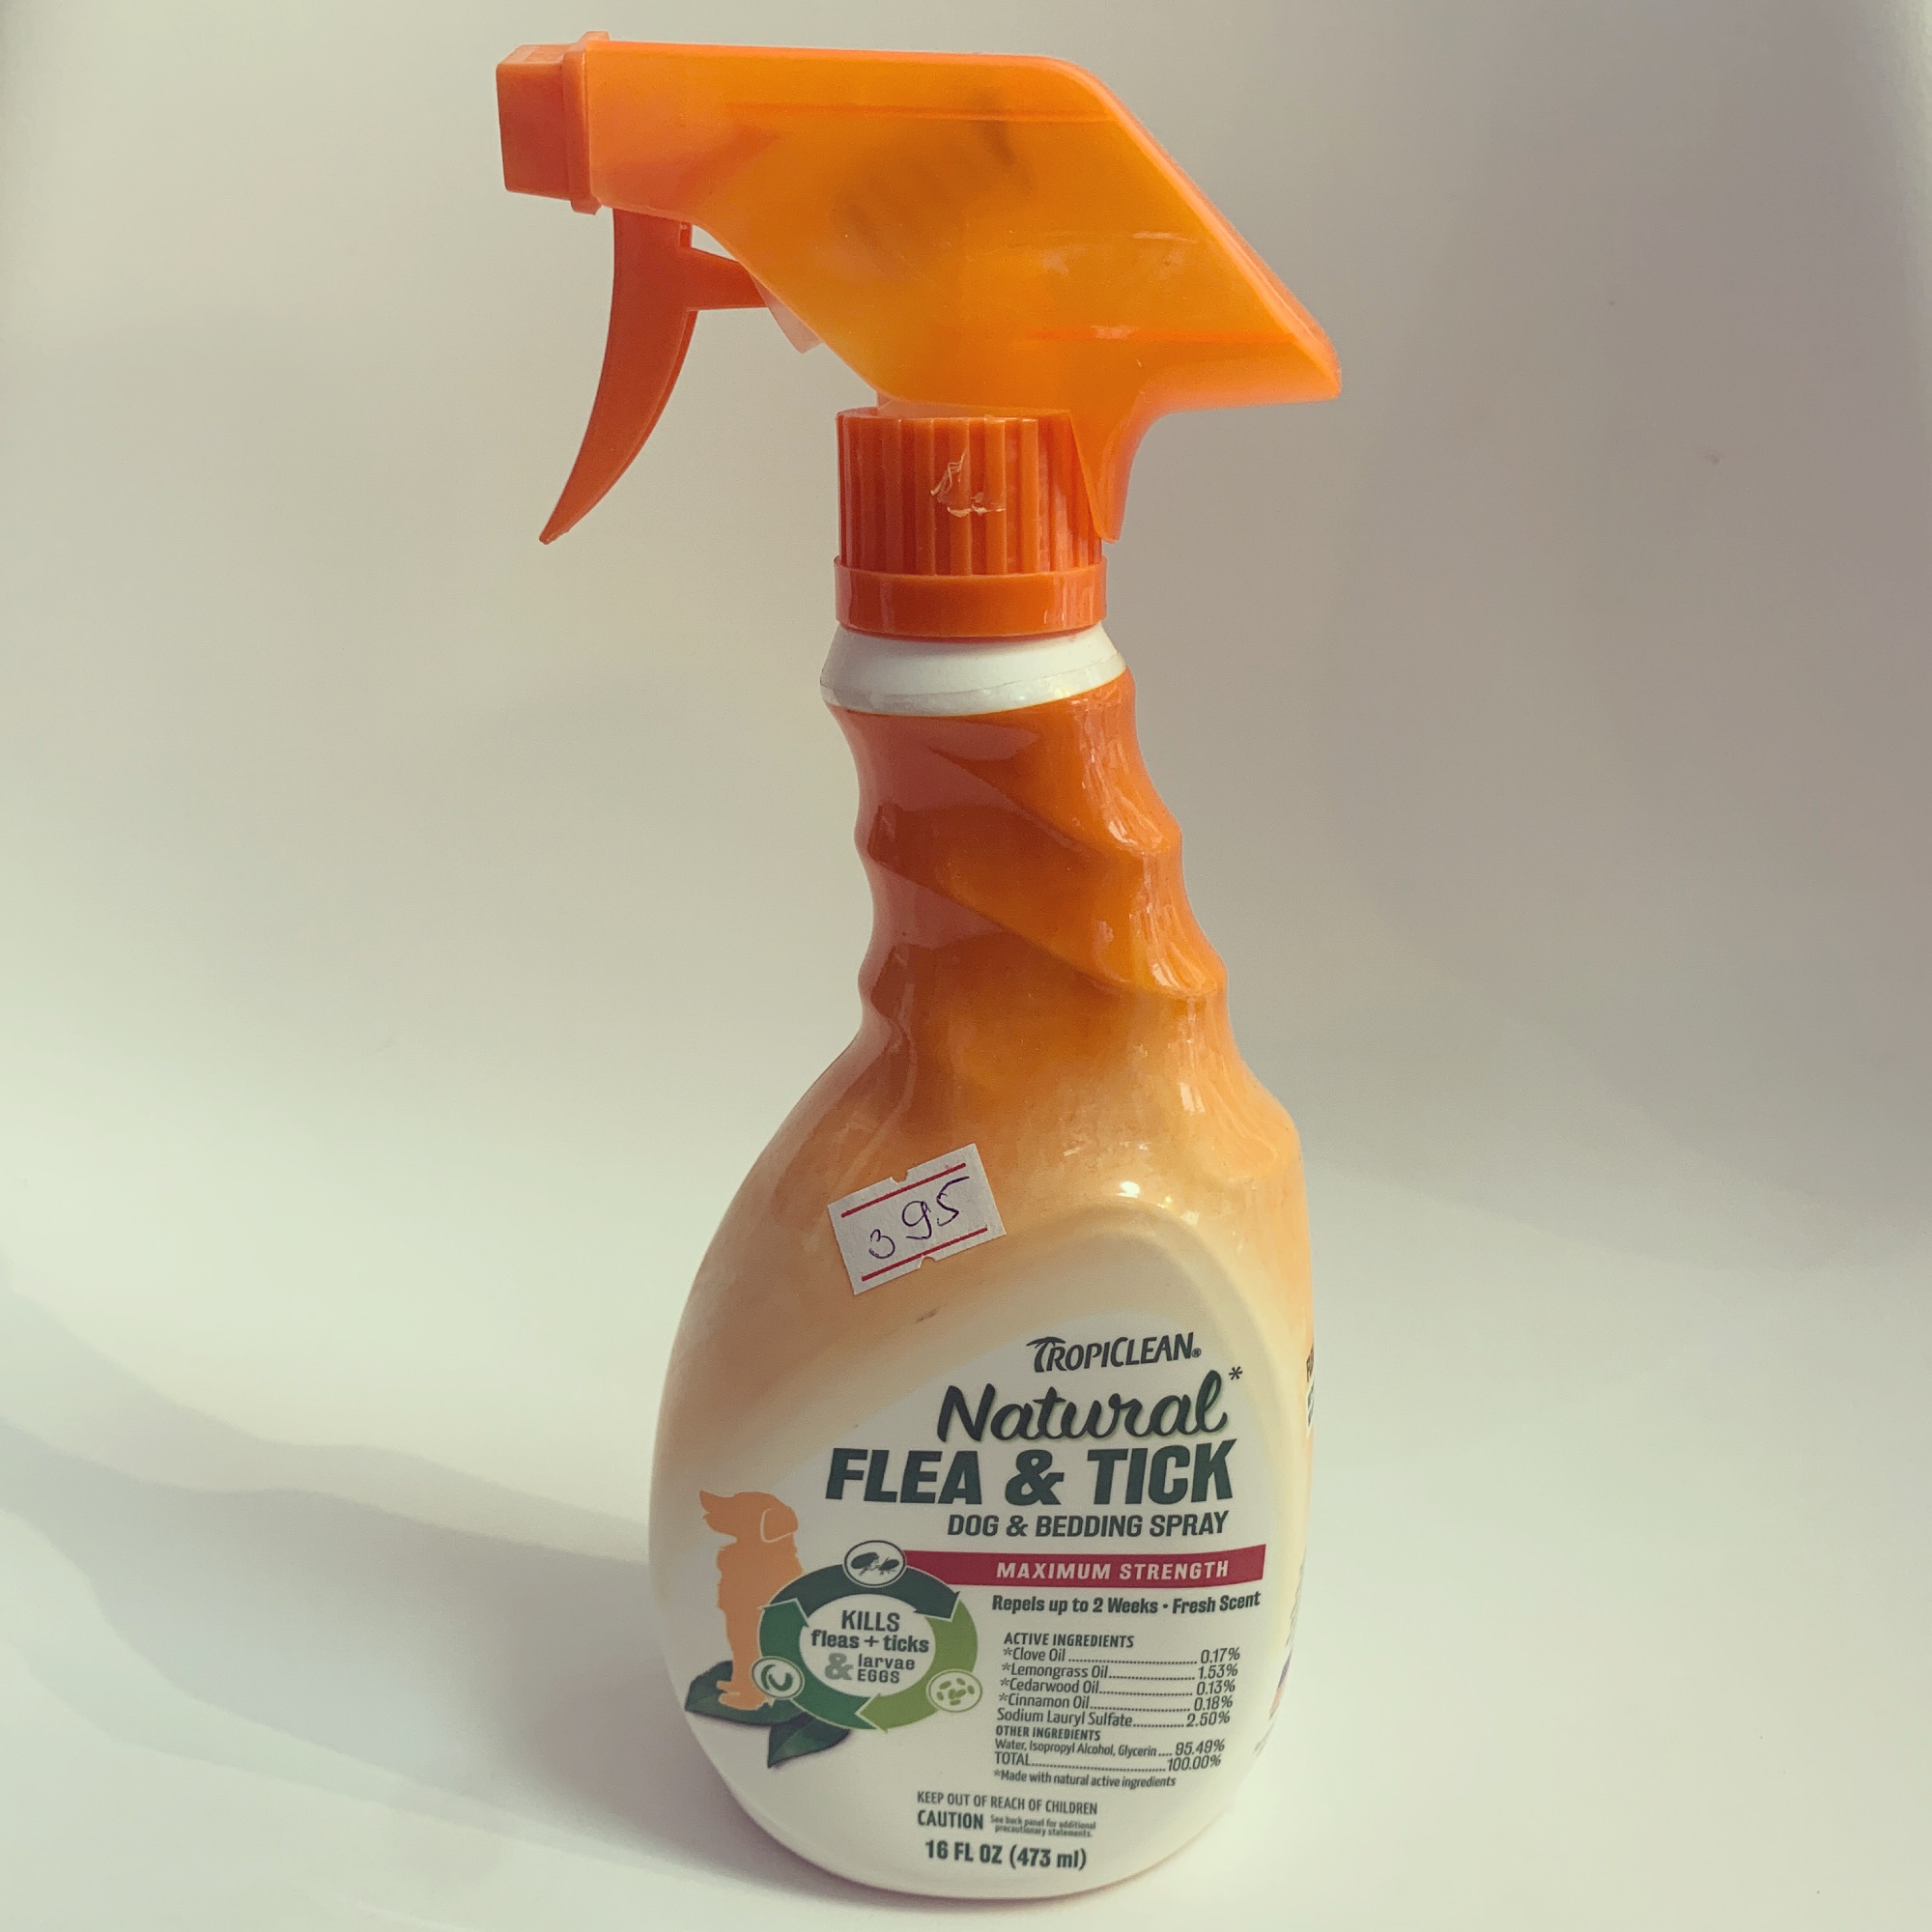 395
TROPICLEAN®
Natural*
FLEA & TICK
DOG & BEDDING SPRAY
MAXIMUM STRENGTH
Repels up to 2 Weeks • Fresh Scent
KILLS
fleas + ticks
& larvae
EGGS
ACTIVE INGREDIENTS
*Clove Oil .......... 0.17%
*Lemongrass Oil .......... 1.53%
*Cedarwood Oil .......... 0.13%
*Cinnamon Oil .......... 0.18%
Sodium Lauryl Sulfate .......... 2.50%
OTHER INGREDIENTS
Water, Isopropyl Alcohol, Glycerin .... 95.49%
TOTAL .......... 100.00%
*Made with natural active ingredients
KEEP OUT OF REACH OF CHILDREN
CAUTION See back panel for additional
precautionary statements.
16 FL OZ (473 ml)